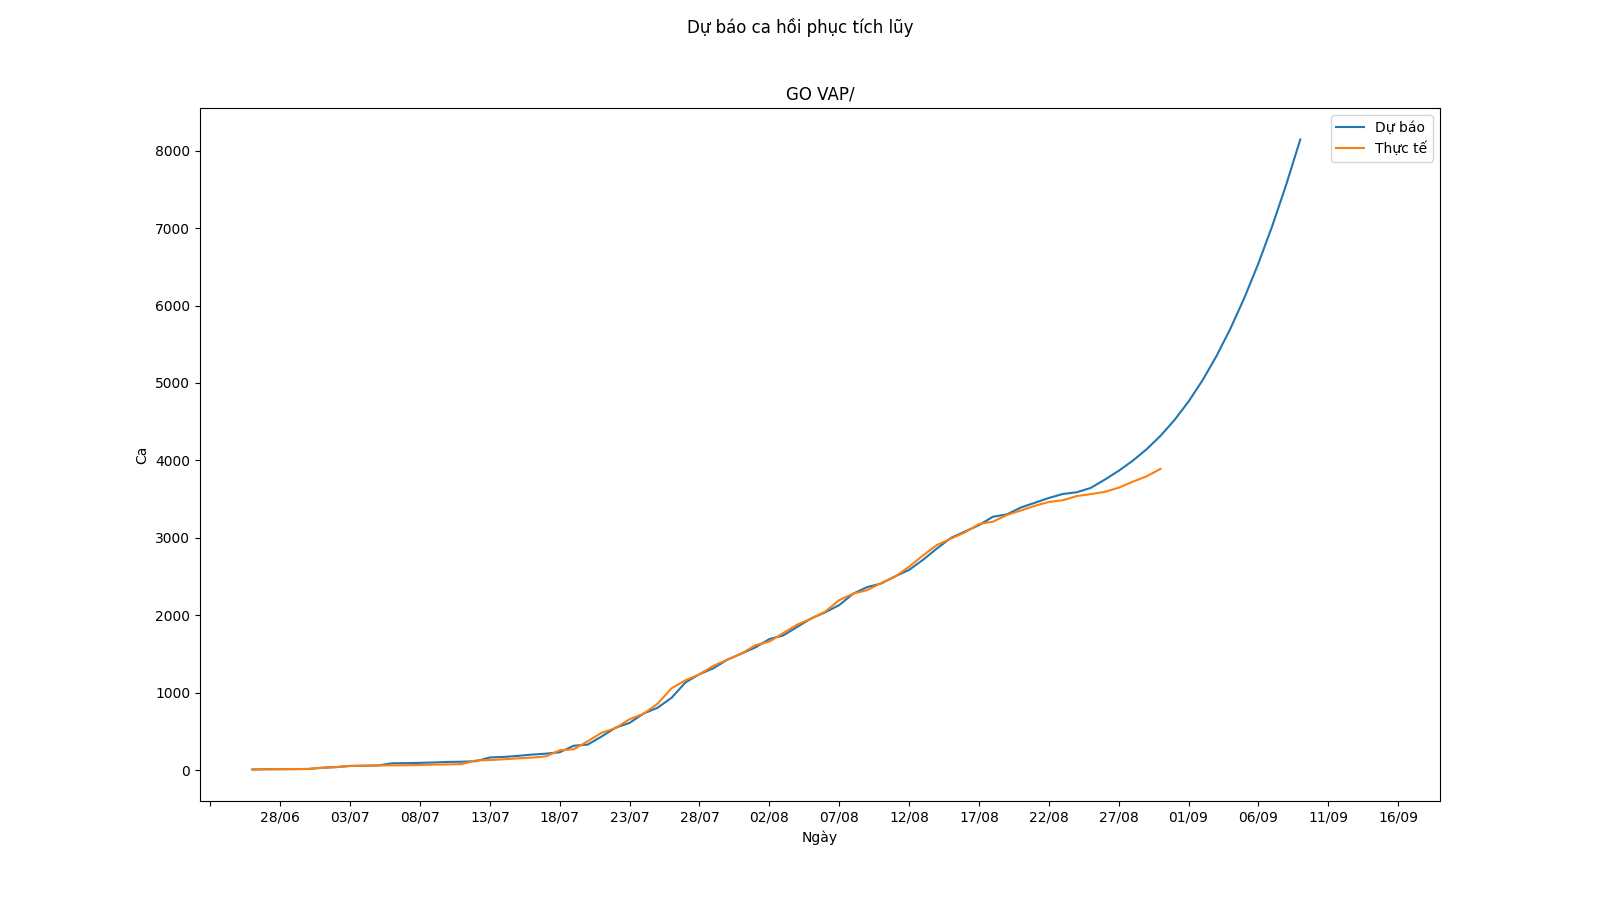 Dự báo ca hồi phục tích lũy
GO VAP/
Dự báo
Thực tế
8000
7000
6000
5000
4000
3000
2000
1000
0
Ca
28/06 03/07 08/07 13/07 18/07 23/07 28/07 02/08 07/08 12/08 17/08 22/08 27/08 01/09 06/09 11/09 16/09
Ngày